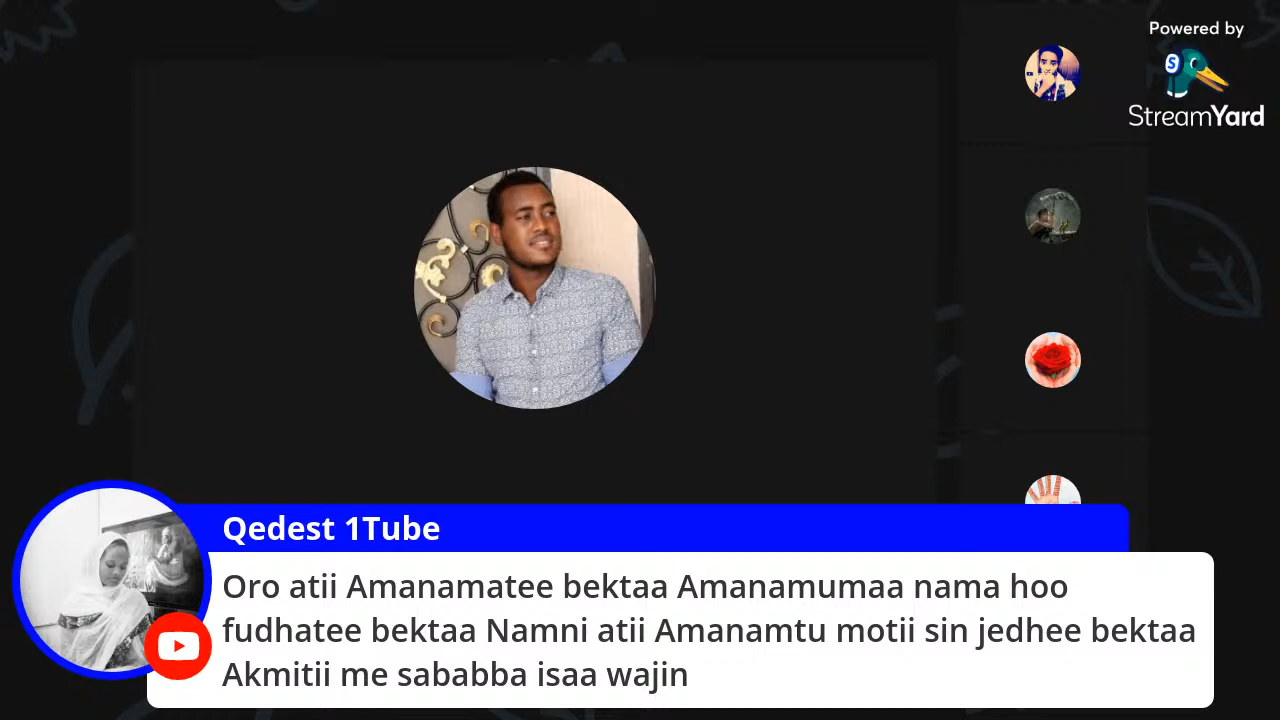 Powered by
S
StreamYard
Qedest 1Tube
Oro atii Amanamatee bektaa Amanamumaa nama hoo
fudhatee bektaa Namni atii Amanamtu motii sin jedhee bektaa
Akmitii me sababba isaa wajin